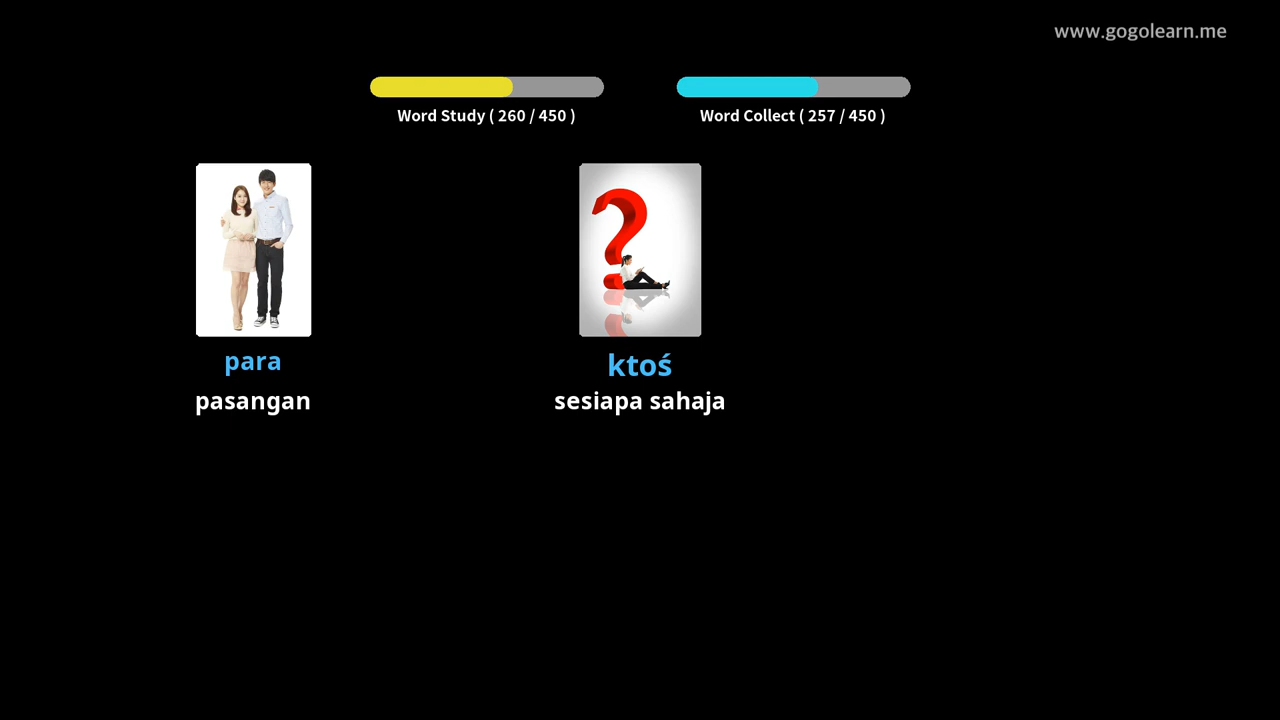 www.gogolearn.me
Word Study ( 260 / 450 )
Word Collect ( 257 / 450 )
para
pasangan
ktoś
sesiapa sahaja